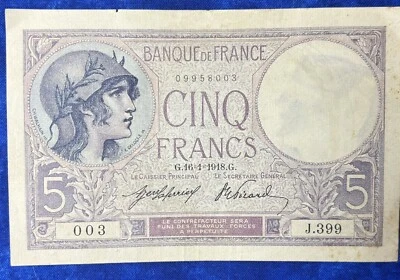 BANQUE DE FRANCE
09958003
CINQ
FRANCS
G.16-1-1918.G.
LE CAISSIER PRINCIPAL LE SECRÉTAIRE GÉNÉRAL
5 5
003 J.399
LE CONTREFACTEUR SERA
PUNI DES TRAVAUX FORCÉS
A PERPÉTUITÉ